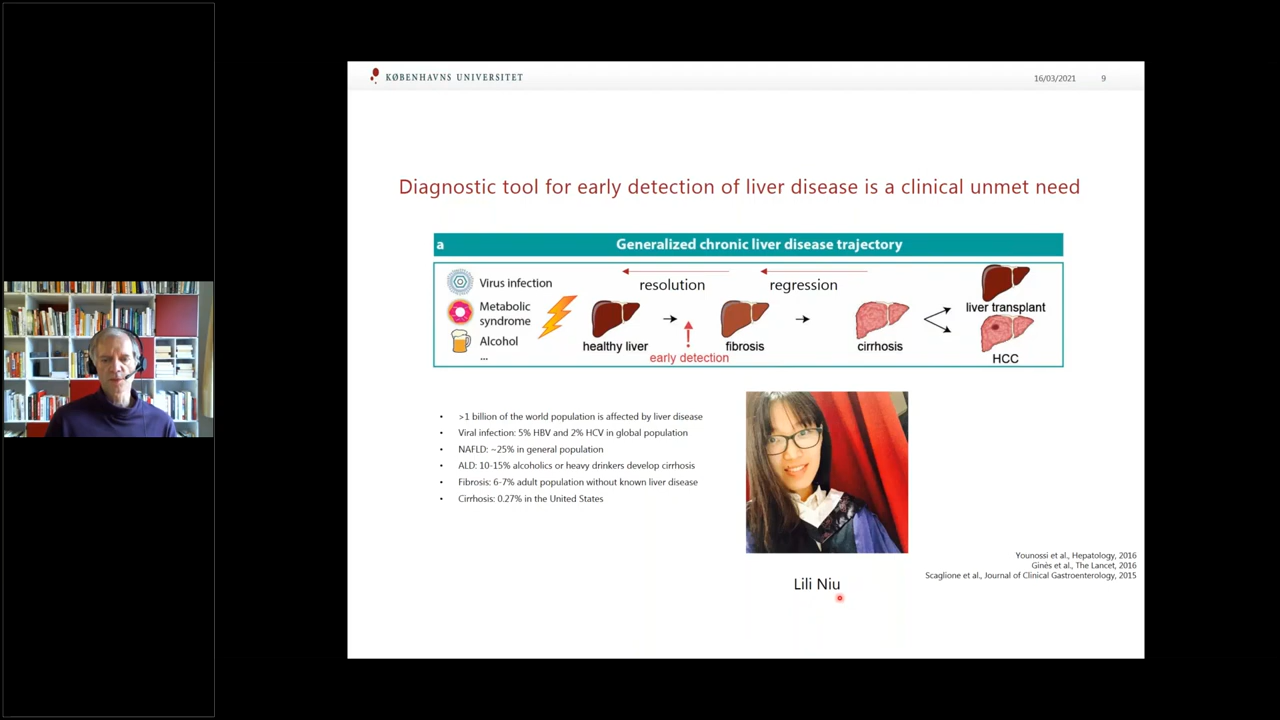 KØBENHAVNS UNIVERSITET
16/03/2021 9
Diagnostic tool for early detection of liver disease is a clinical unmet need
a Generalized chronic liver disease trajectory
Virus infection
Metabolic
syndrome
Alcohol
...
resolution
regression
healthy liver
early detection
fibrosis
cirrhosis
liver transplant
HCC
• >1 billion of the world population is affected by liver disease
• Viral infection: 5% HBV and 2% HCV in global population
• NAFLD: ~25% in general population
• ALD: 10-15% alcoholics or heavy drinkers develop cirrhosis
• Fibrosis: 6-7% adult population without known liver disease
• Cirrhosis: 0.27% in the United States
Lili Niu
Younossi et al., Hepatology, 2016
Ginès et al., The Lancet, 2016
Scaglione et al., Journal of Clinical Gastroenterology, 2015